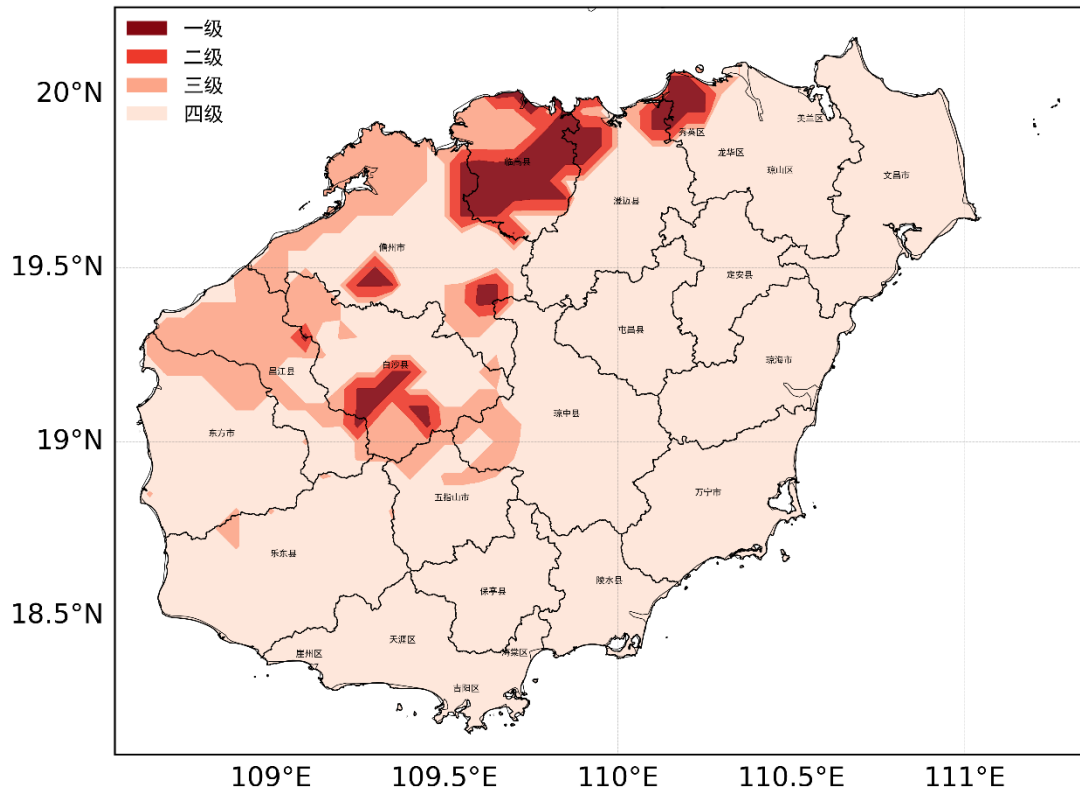 一级
二级
三级
四级
20°N
19.5°N
19°N
18.5°N
109°E
109.5°E
110°E
110.5°E
111°E
美兰区
秀英区
龙华区
琼山区
文昌市
临高县
澄迈县
儋州市
定安县
屯昌县
琼海市
白沙县
昌江县
琼中县
东方市
五指山市
万宁市
乐东县
保亭县
陵水县
天涯区
崖州区
海棠区
吉阳区